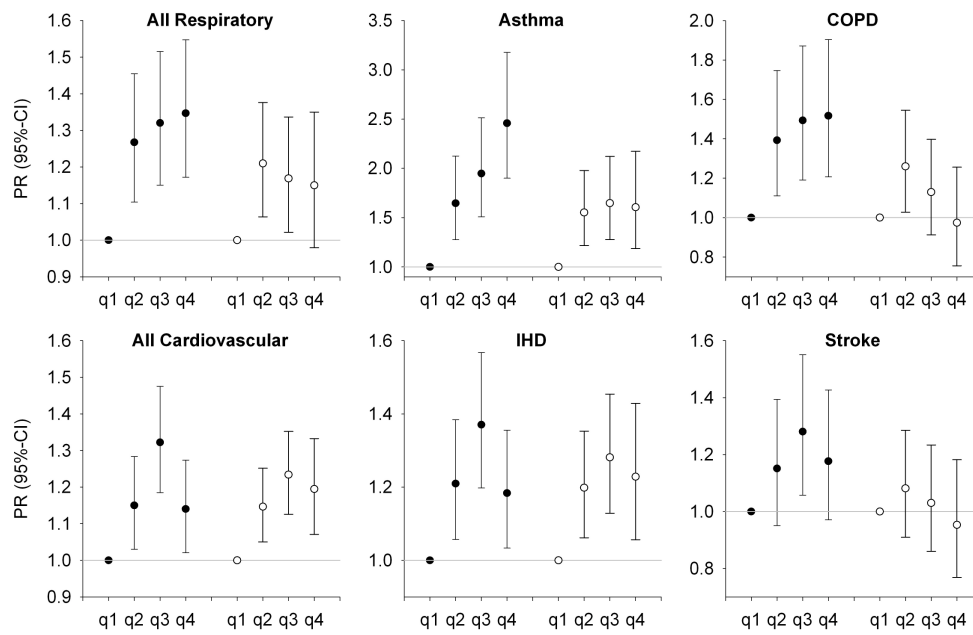 All Respiratory
PR (95%-CI)
1.6
1.5
1.4
1.3
1.2
1.1
1.0
0.9
q1 q2 q3 q4 q1 q2 q3 q4
Asthma
3.5
3.0
2.5
2.0
1.5
1.0
q1 q2 q3 q4 q1 q2 q3 q4
COPD
2.0
1.8
1.6
1.4
1.2
1.0
0.8
q1 q2 q3 q4 q1 q2 q3 q4
All Cardiovascular
PR (95%-CI)
1.6
1.5
1.4
1.3
1.2
1.1
1.0
0.9
q1 q2 q3 q4 q1 q2 q3 q4
IHD
1.6
1.4
1.2
1.0
q1 q2 q3 q4 q1 q2 q3 q4
Stroke
1.6
1.4
1.2
1.0
0.8
q1 q2 q3 q4 q1 q2 q3 q4